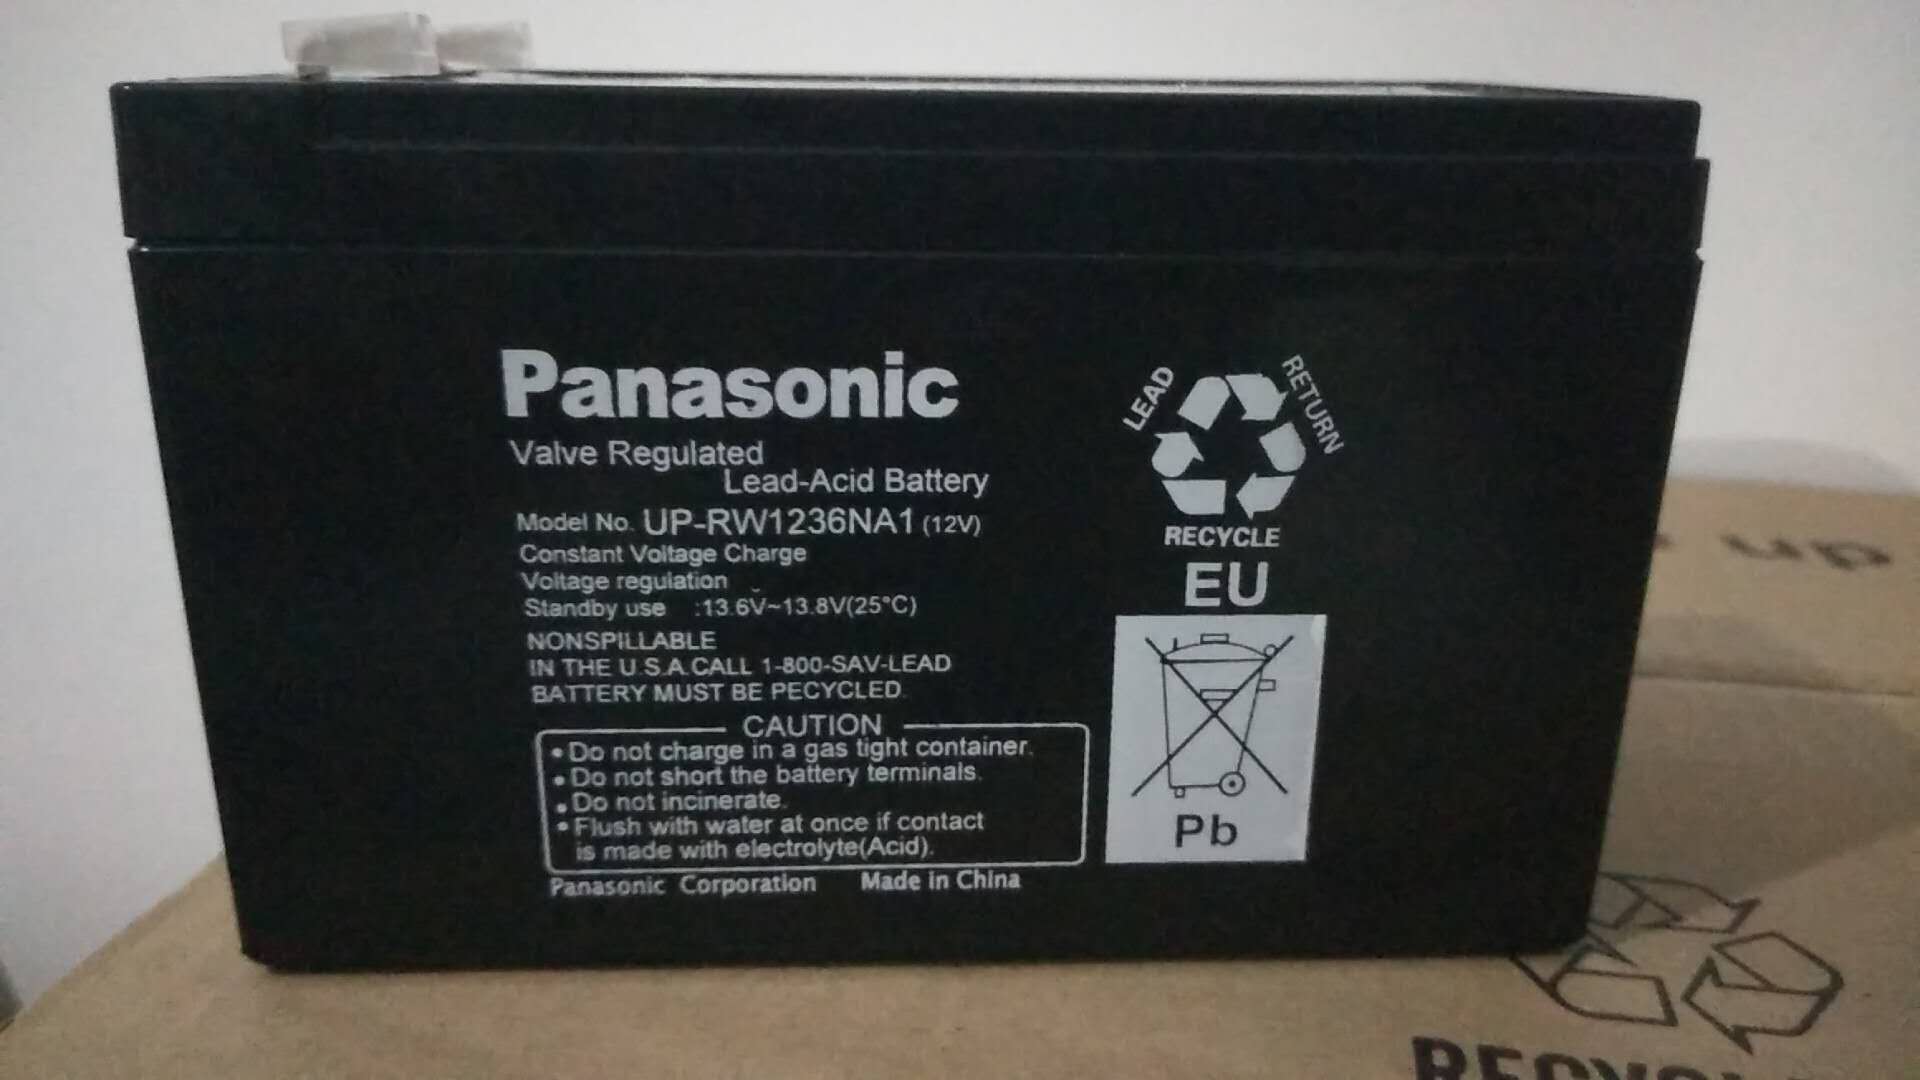 Panasonic
Valve Regulated
Lead-Acid Battery
Model No. UP-RW1236NA1 (12V)
Constant Voltage Charge
Voltage regulation
Standby use :13.6V~13.8V(25°C)
NONSPILLABLE
IN THE U.S.A.CALL 1-800-SAV-LEAD
BATTERY MUST BE PECYCLED.
CAUTION
• Do not charge in a gas tight container.
• Do not short the battery terminals.
• Do not incinerate.
• Flush with water at once if contact
is made with electrolyte(Acid).
Panasonic Corporation Made in China
LEAD
RETURN
RECYCLE
EU
Pb
up